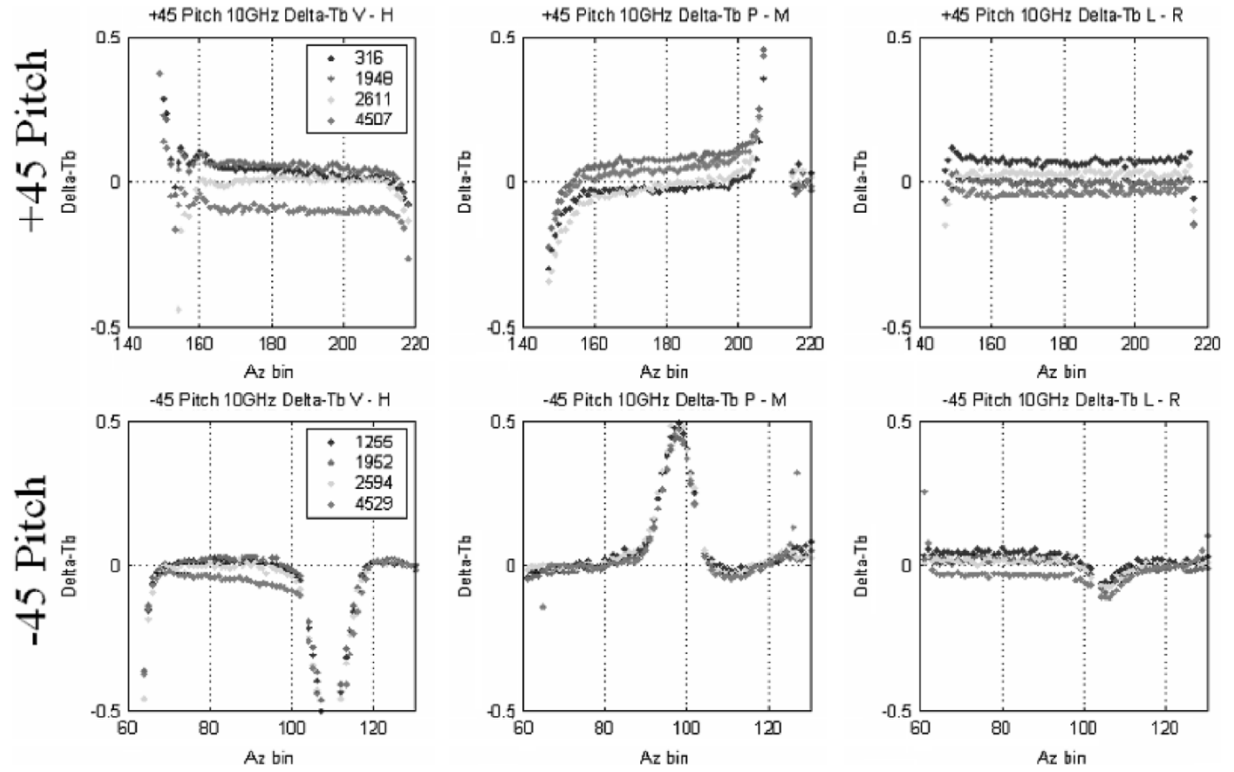 +45 Pitch
+45 Pitch 10GHz Delta-Tb V - H
0.5
0
-0.5
Delta-Tb
316
1948
2611
4507
140 160 180 200 220
Az bin
+45 Pitch 10GHz Delta-Tb P - M
0.5
0
-0.5
Delta-Tb
140 160 180 200 220
Az bin
+45 Pitch 10GHz Delta-Tb L - R
0.5
0
-0.5
Delta-Tb
140 160 180 200 220
Az bin
-45 Pitch
-45 Pitch 10GHz Delta-Tb V - H
0.5
0
-0.5
Delta-Tb
1255
1952
2594
4529
60 80 100 120
Az bin
-45 Pitch 10GHz Delta-Tb P - M
0.5
0
-0.5
Delta-Tb
60 80 100 120
Az bin
-45 Pitch 10GHz Delta-Tb L - R
0.5
0
-0.5
Delta-Tb
60 80 100 120
Az bin